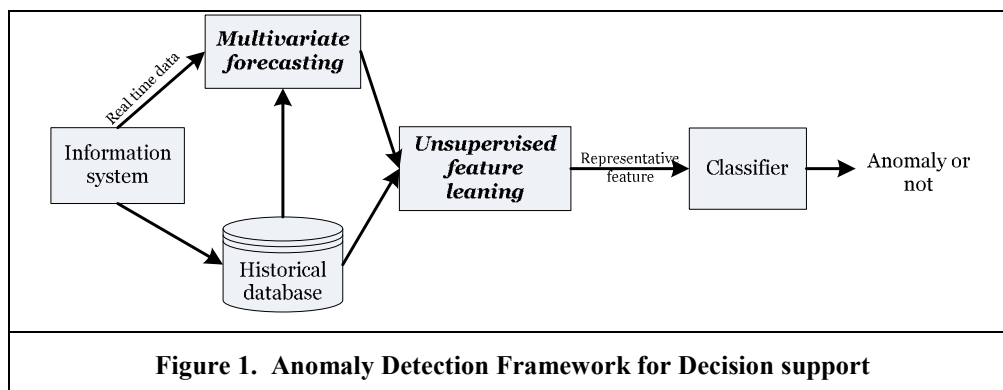 Multivariate
forecasting
Real time data
Information
system
Historical
database
Unsupervised
feature
leaning
Representative
feature
Classifier
Anomaly or
not
Figure 1. Anomaly Detection Framework for Decision support